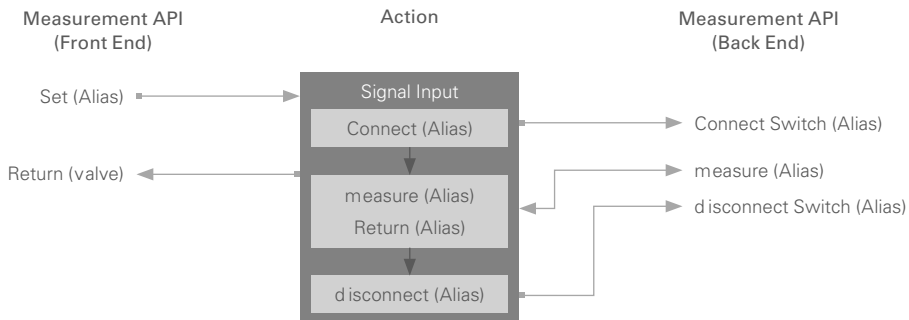 Measurement API
(Front End)
Action
Measurement API
(Back End)
Set (Alias)
Signal Input
Connect (Alias)
Connect Switch (Alias)
Return (valve)
measure (Alias)
Return (Alias)
measure (Alias)
disconnect Switch (Alias)
disconnect (Alias)